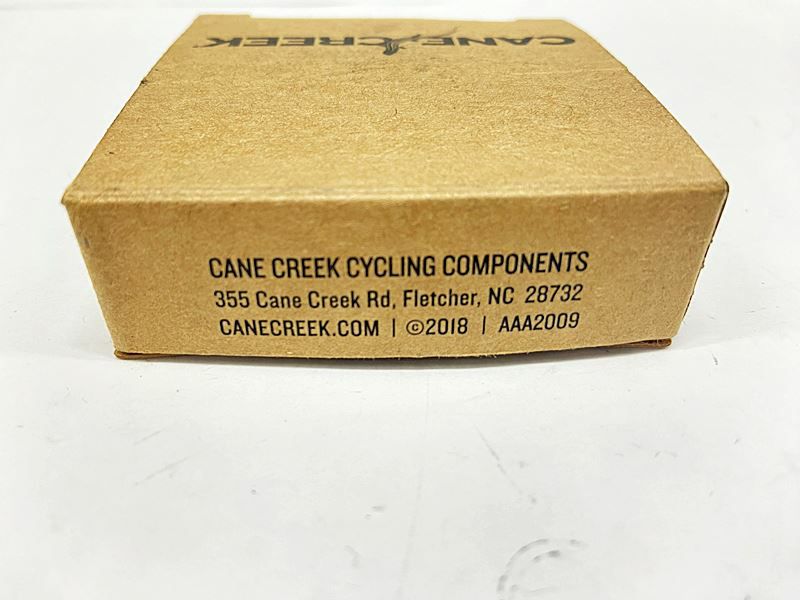 CANE CREEK
CANE CREEK CYCLING COMPONENTS
355 Cane Creek Rd, Fletcher, NC 28732
CANECREEK.COM | ©2018 | AAA2009